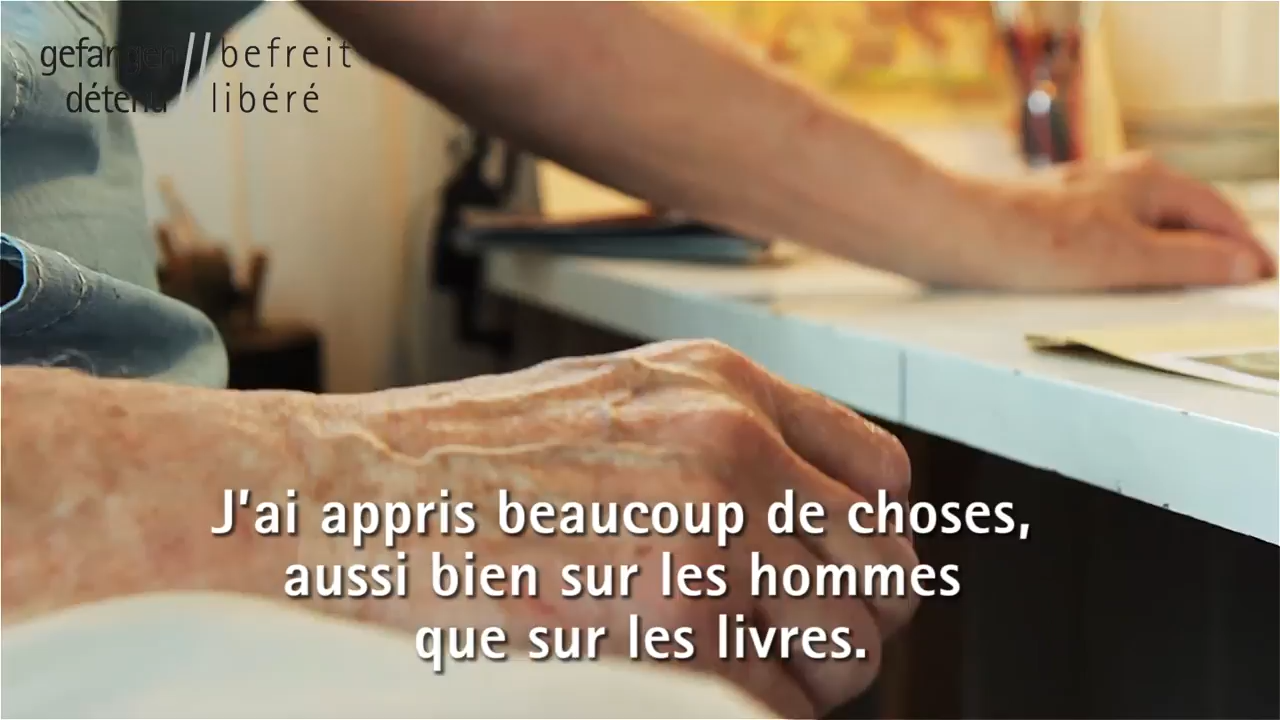 gefangen // befreit
détenu // libéré
J'ai appris beaucoup de choses,
aussi bien sur les hommes
que sur les livres.